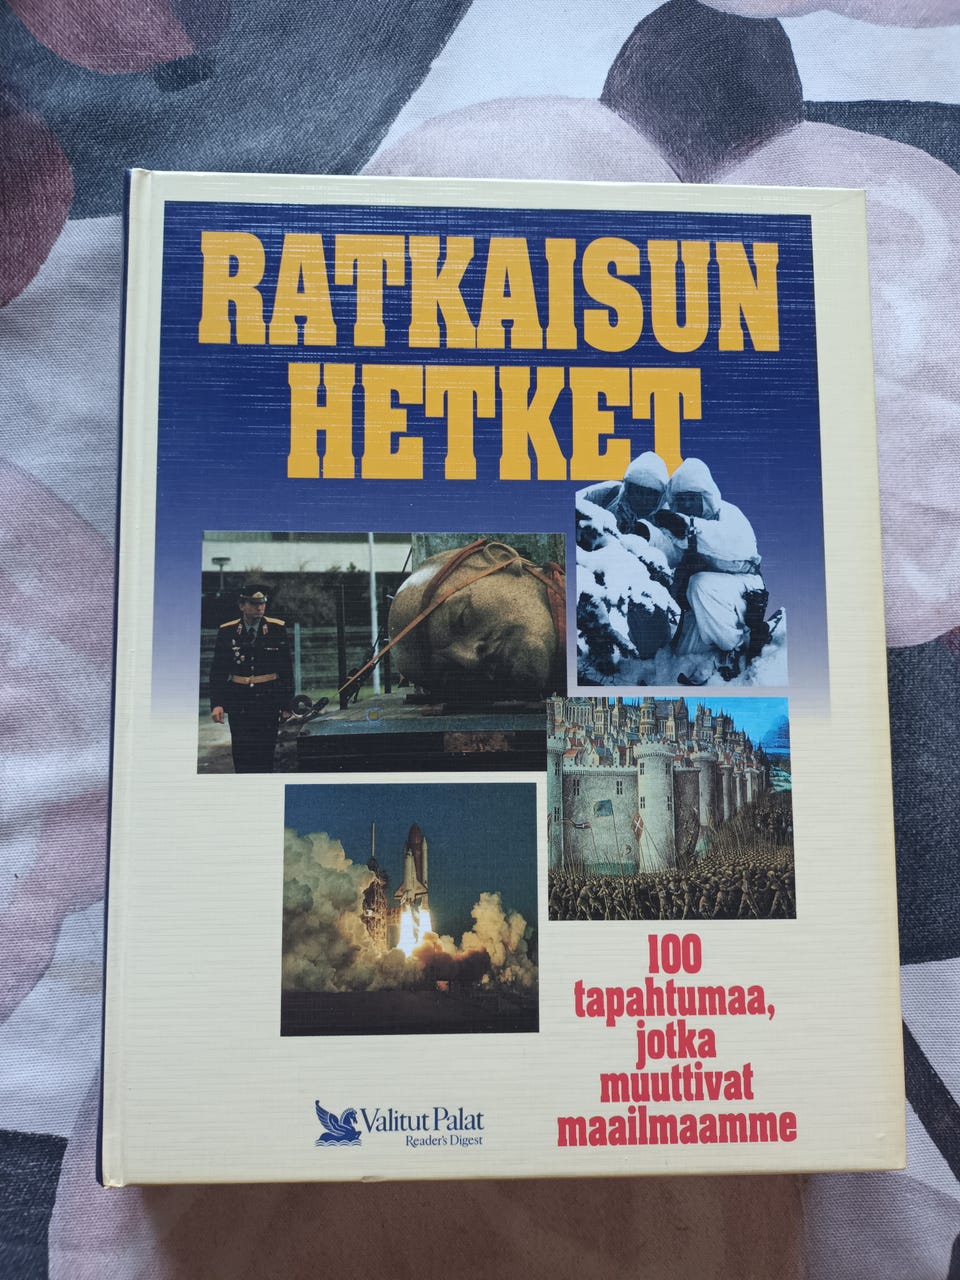 RATKAISUN
HETKET
100
tapahtumaa,
jotka
muuttivat
maailmaamme
Valitut Palat
Reader's Digest